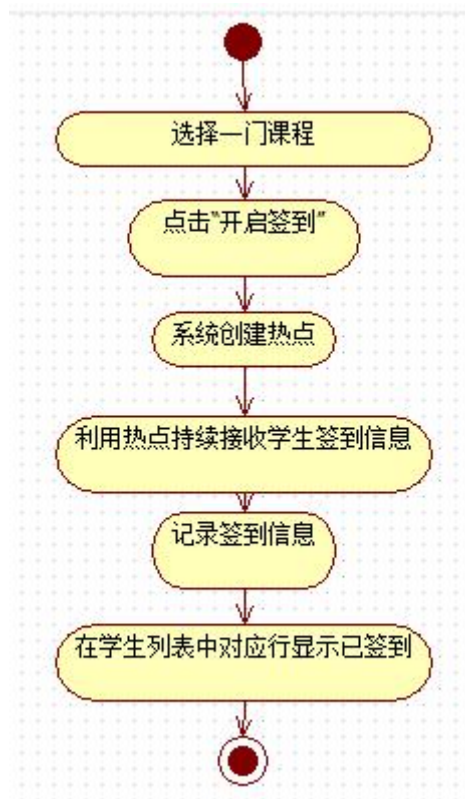 选择一门课程
点击“开启签到”
系统创建热点
利用热点持续接收学生签到信息
记录签到信息
在学生列表中对应行显示已签到